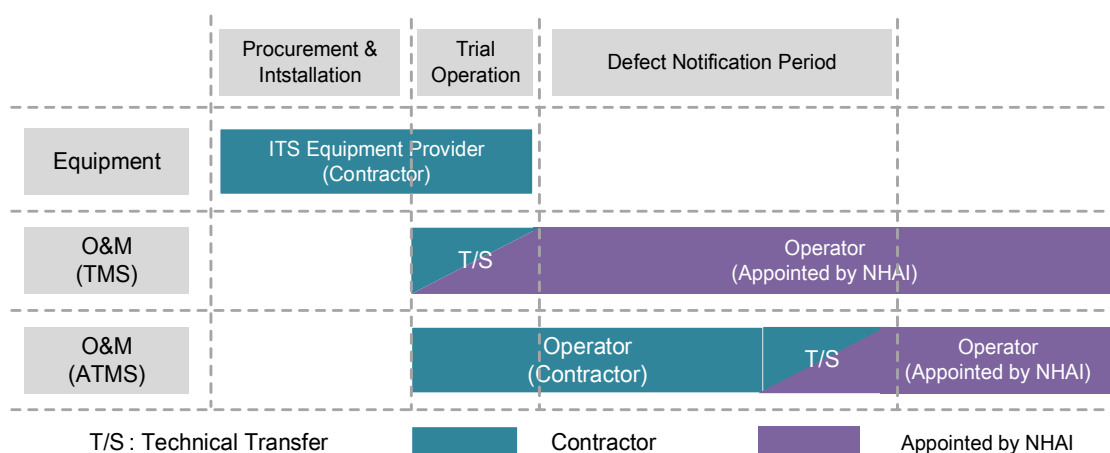 Procurement &
Intstallation
Trial
Operation
Defect Notification Period
Equipment
ITS Equipment Provider
(Contractor)
O&M
(TMS)
T/S
Operator
(Appointed by NHAI)
O&M
(ATMS)
Operator
(Contractor)
T/S
Operator
(Appointed by NHAI)
T/S : Technical Transfer
Contractor
Appointed by NHAI